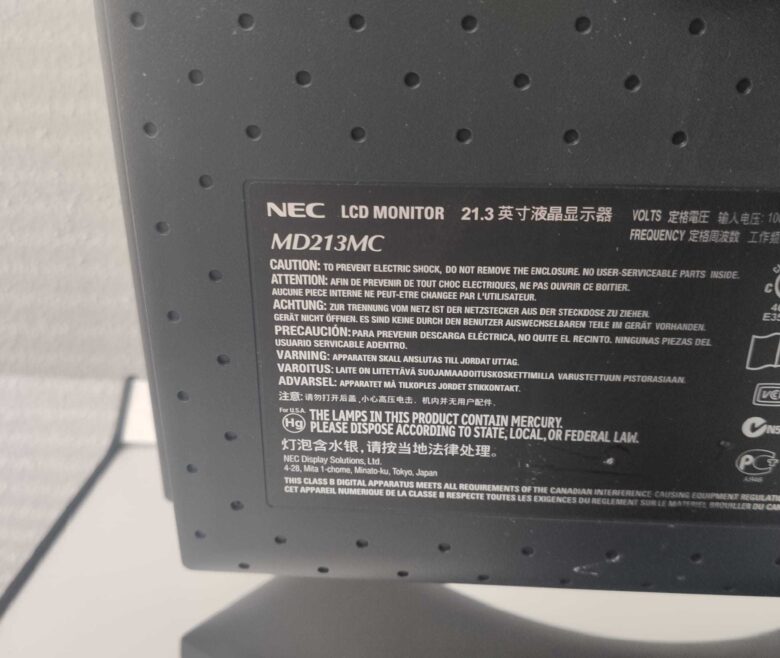 NEC LCD MONITOR 21.3 英寸液晶显示器
MD213MC
VOLTS 定格電圧 输入电压: 10
FREQUENCY 定格周波数 工作频
CAUTION: TO PREVENT ELECTRIC SHOCK, DO NOT REMOVE THE ENCLOSURE. NO USER-SERVICEABLE PARTS INSIDE.
ATTENTION: AFIN DE PREVENIR DE TOUT CHOC ELECTRIQUES, NE PAS OUVRIR CE BOITIER.
AUCUNE PIECE INTERNE NE PEUT-ETRE CHANGEE PAR L'UTILISATEUR.
ACHTUNG: ZUR TRENNUNG VOM NETZ IST DER NETZSTECKER AUS DER STECKDOSE ZU ZIEHEN.
GERÄT NICHT ÖFFNEN. ES SIND KEINE DURCH DEN BENUTZER AUSWECHSELBAREN TEILE IM GERÄT VORHANDEN.
PRECAUCIÓN: PARA PREVENIR DESCARGA ELÉCTRICA, NO QUITE EL RECINTO. NINGUNAS PIEZAS DEL
USUARIO SERVICABLE ADENTRO.
VARNING: APPARATEN SKALL ANSLUTAS TILL JORDAT UTTAG.
VAROITUS: LAITE ON LIITETTÄVÄ SUOJAMAADOITUSKOSKETTIMILLA VARUSTETTUUN PISTORASIAAN.
ADVARSEL: APPARATET MÅ TILKOPLES JORDET STIKKONTAKT.
注意: 请勿打开后盖, 小心高压电击. 机内并无用户配件.
For U.S.A.
Hg THE LAMPS IN THIS PRODUCT CONTAIN MERCURY.
PLEASE DISPOSE ACCORDING TO STATE, LOCAL, OR FEDERAL LAW.
灯泡含水银, 请按当地法律处理。
NEC Display Solutions, Ltd.
4-28, Mita 1-chome, Minato-ku, Tokyo, Japan
THIS CLASS B DIGITAL APPARATUS MEETS ALL REQUIREMENTS OF THE CANADIAN INTERFERENCE-CAUSING EQUIPMENT REGULAT
CET APPAREIL NUMERIQUE DE LA CLASSE B RESPECTE TOUTES LES EXIGENCES DU REGLEMENT SUR LE MATERIEL BROUILLEUR DU CA